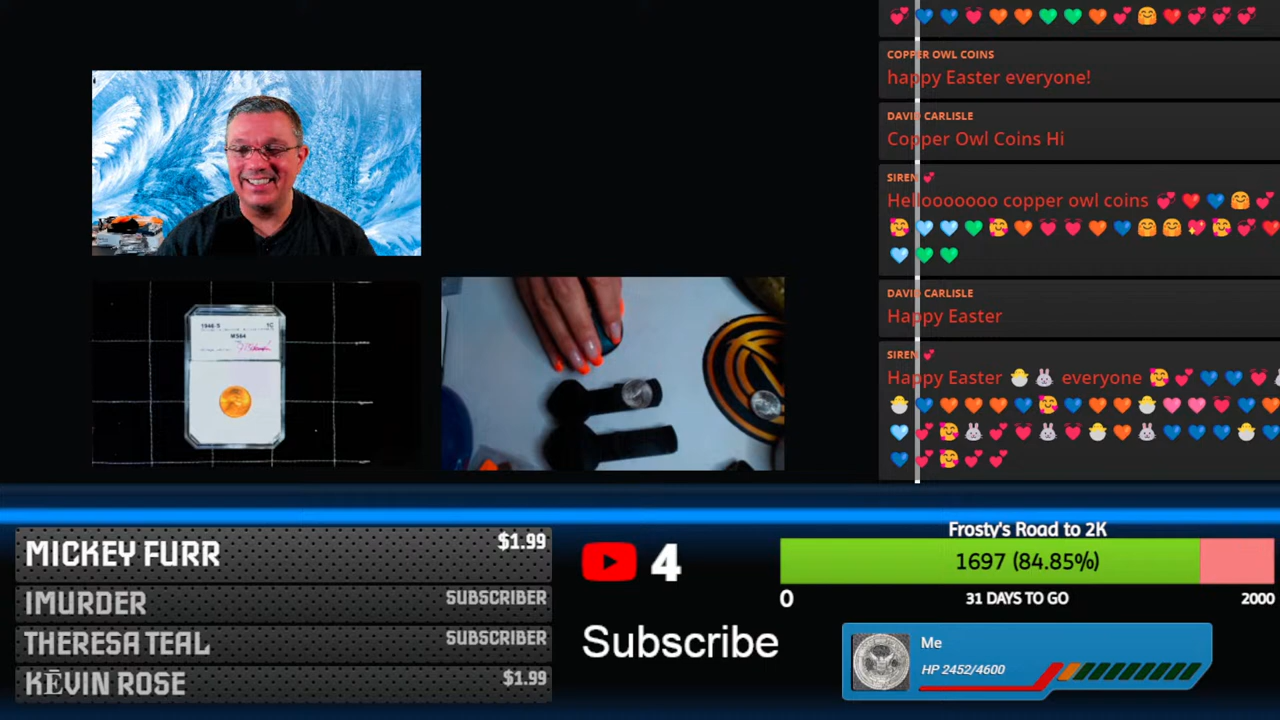 COPPER OWL COINS
happy Easter everyone!
DAVID CARLISLE
Copper Owl Coins Hi
SIREN
Hellooooooo copper owl coins
DAVID CARLISLE
Happy Easter
SIREN
Happy Easter everyone
1946-S 1C
MS64
MICKEY FURR $1.99
IMURDER SUBSCRIBER
THERESA TEAL SUBSCRIBER
KEVIN ROSE $1.99
4
Subscribe
Frosty's Road to 2K
1697 (84.85%)
0 31 DAYS TO GO 2000
Me
HP 2452/4600